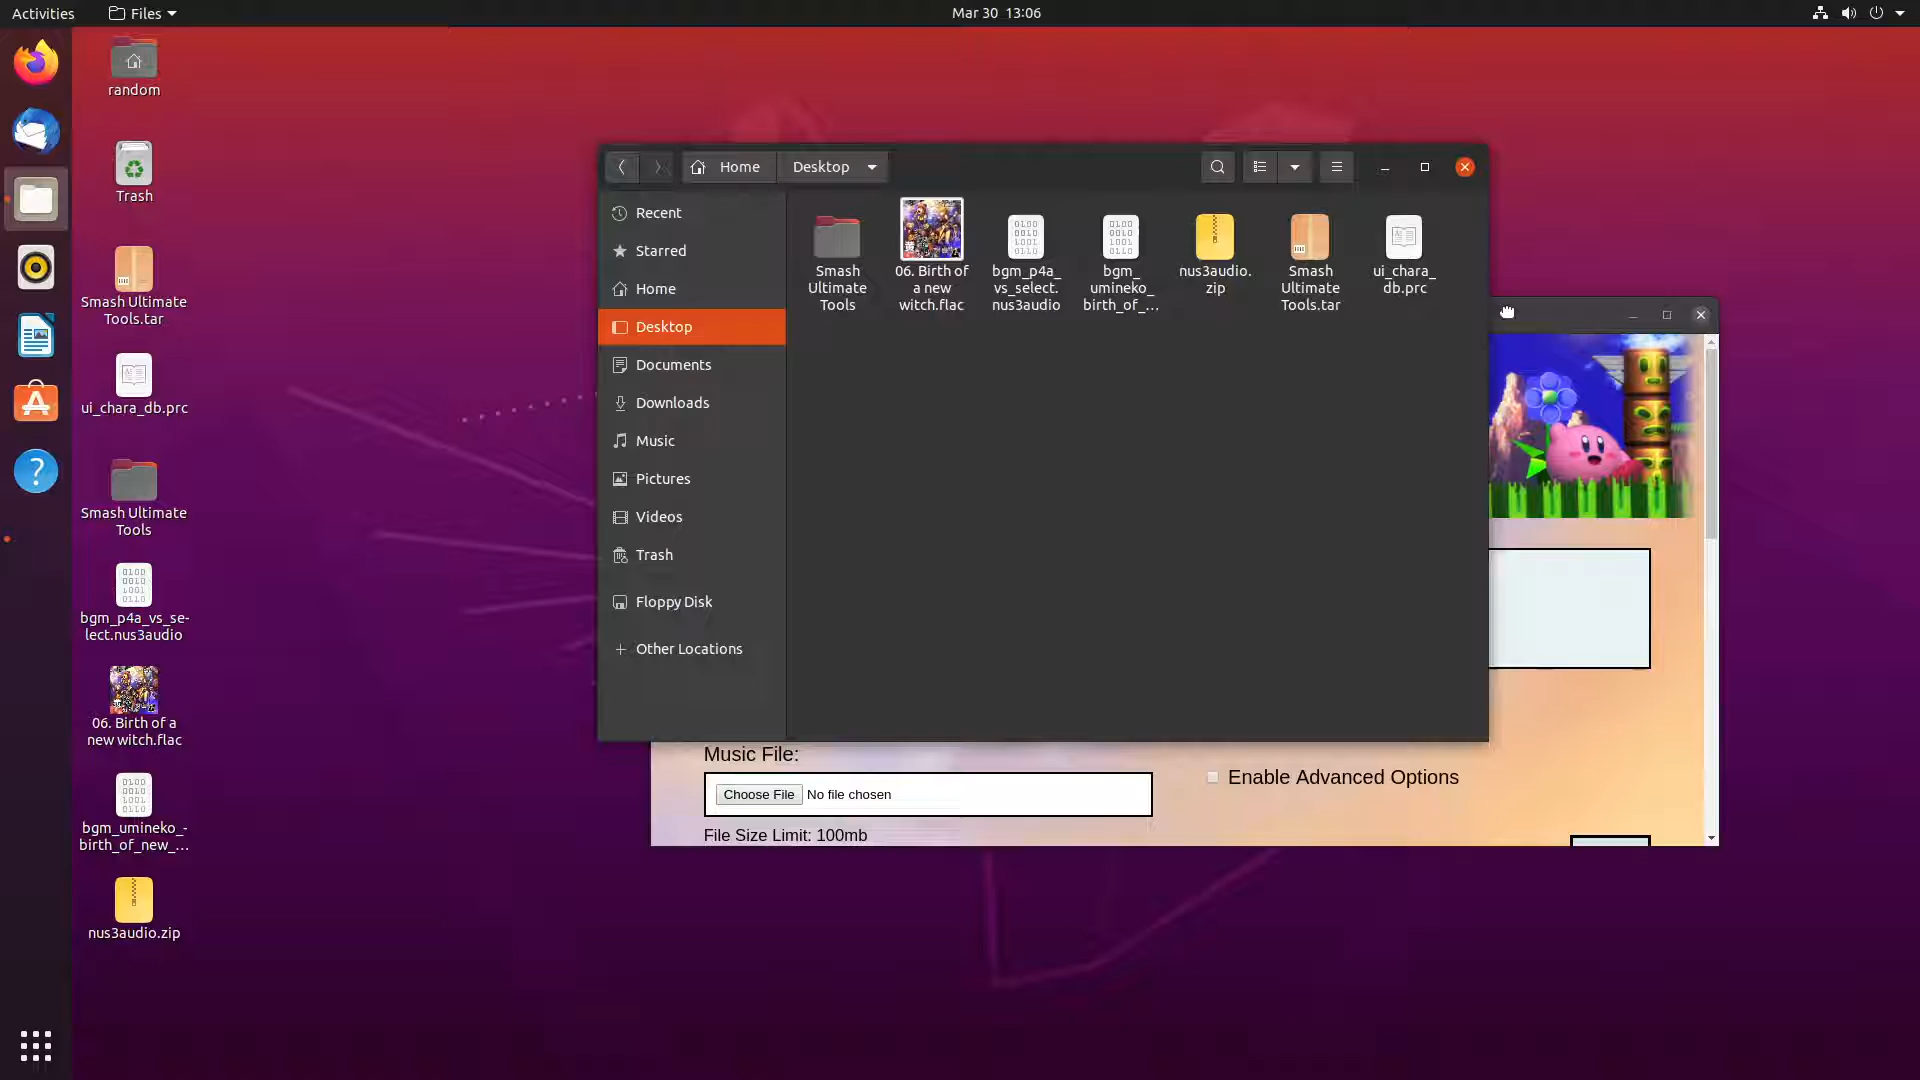 Activities
Files
Mar 30 13:06
random
Trash
Smash Ultimate
Tools.tar
ui_chara_db.prc
Smash Ultimate
Tools
bgm_p4a_vs_se-
lect.nus3audio
06. Birth of a
new witch.flac
bgm_umineko_-
birth_of_new_...
nus3audio.zip
Home
Desktop
Recent
Starred
Home
Desktop
Documents
Downloads
Music
Pictures
Videos
Trash
Floppy Disk
Other Locations
Smash
Ultimate
Tools
06. Birth of
a new
witch.flac
bgm_p4a_
vs_select.
nus3audio
bgm_
umineko_
birth_of_...
nus3audio.
zip
Smash
Ultimate
Tools.tar
ui_chara_
db.prc
Music File:
Choose File No file chosen
Enable Advanced Options
File Size Limit: 100mb